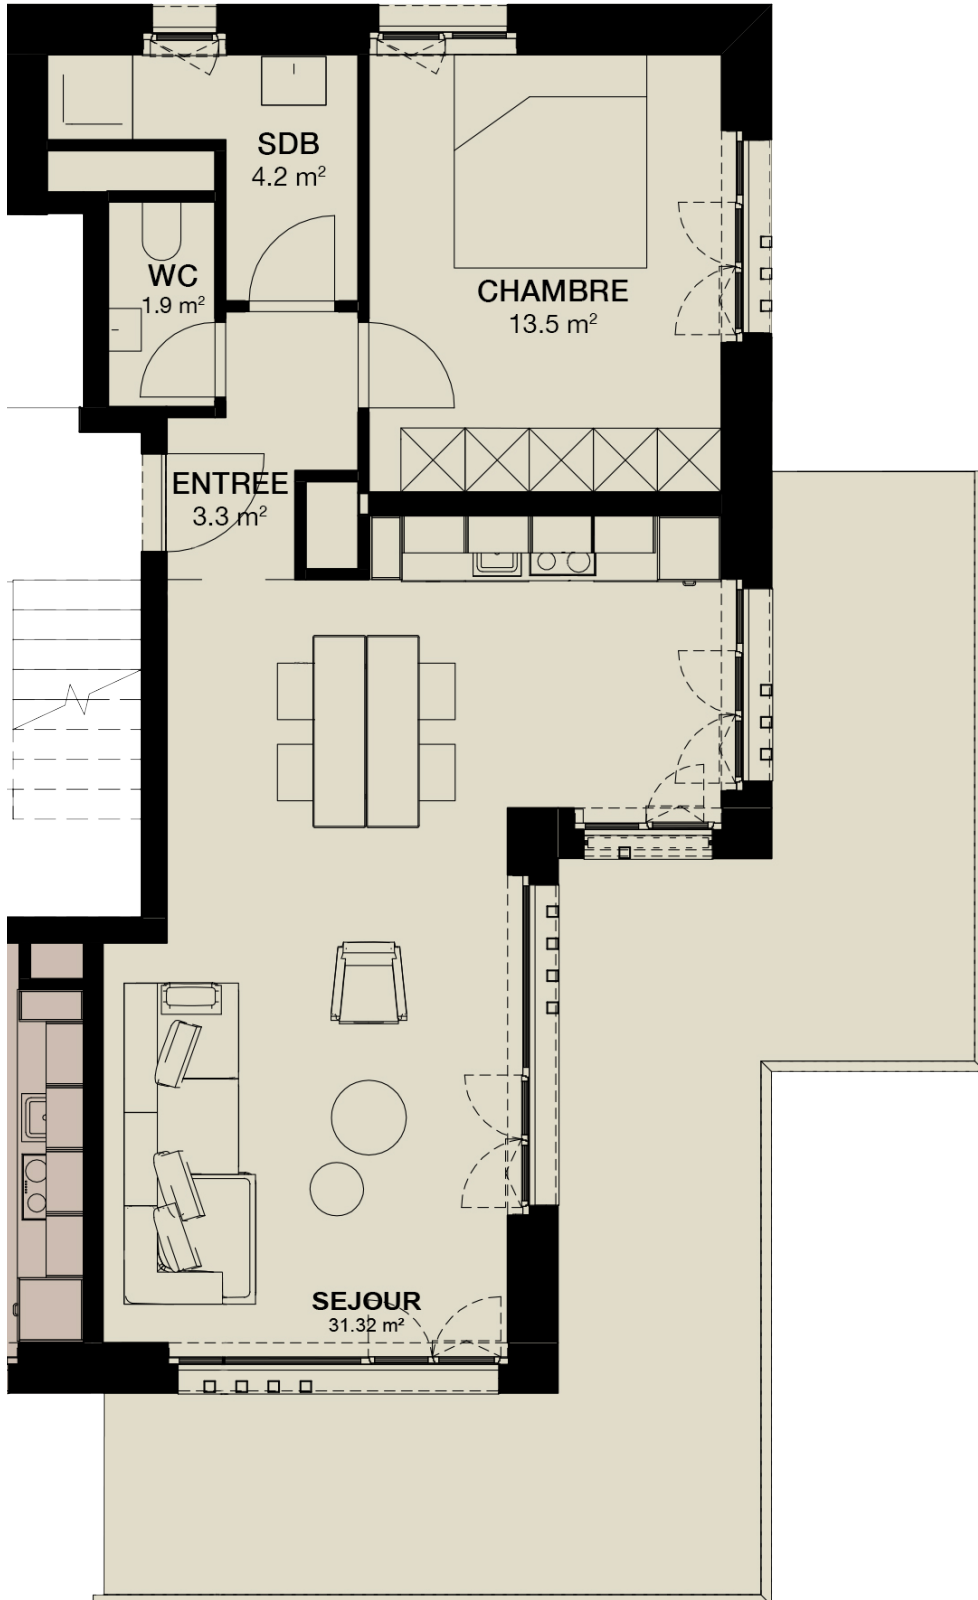 SDB
4.2 m²
WC
1.9 m²
CHAMBRE
13.5 m²
ENTREE
3.3 m²
SEJOUR
31.32 m²